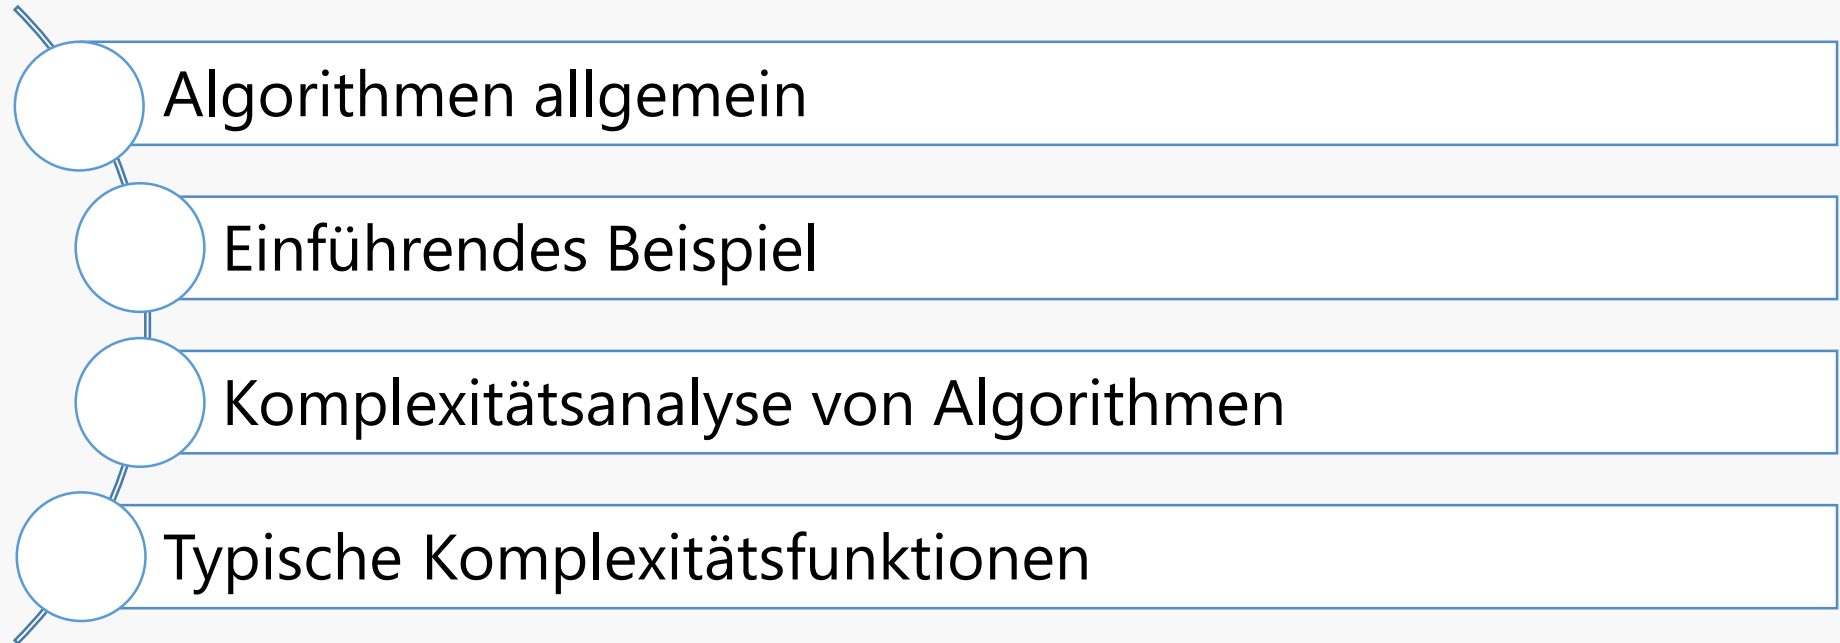 Algorithmen allgemein
Einführendes Beispiel
Komplexitätsanalyse von Algorithmen
Typische Komplexitätsfunktionen